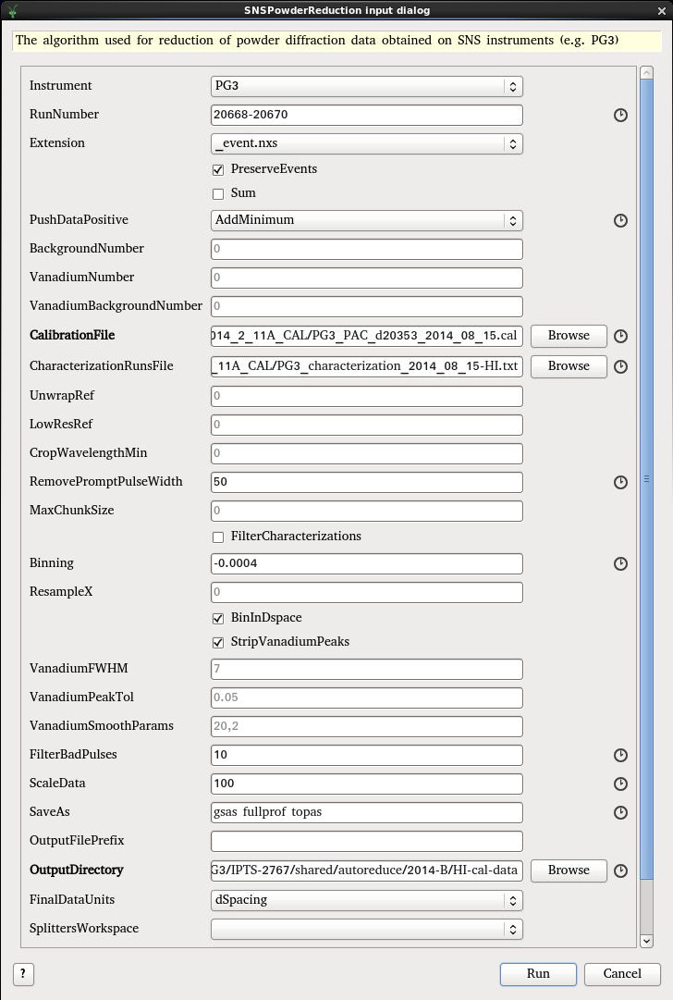 SNSPowderReduction input dialog
The algorithm used for reduction of powder diffraction data obtained on SNS instruments (e.g. PG3)
Instrument PG3
RunNumber 20668-20670
Extension _event.nxs
PreserveEvents
Sum
PushDataPositive AddMinimum
BackgroundNumber 0
VanadiumNumber 0
VanadiumBackgroundNumber 0
CalibrationFile 014_2_11A_CAL/PG3_PAC_d20353_2014_08_15.cal Browse
CharacterizationRunsFile _11A_CAL/PG3_characterization_2014_08_15-HI.txt Browse
UnwrapRef 0
LowResRef 0
CropWavelengthMin 0
RemovePromptPulseWidth 50
MaxChunkSize 0
FilterCharacterizations
Binning -0.0004
ResampleX 0
BinInDspace
StripVanadiumPeaks
VanadiumFWHM 7
VanadiumPeakTol 0.05
VanadiumSmoothParams 20,2
FilterBadPulses 10
ScaleData 100
SaveAs gsas fullprof topas
OutputFilePrefix
OutputDirectory G3/IPTS-2767/shared/autoreduce/2014-B/HI-cal-data Browse
FinalDataUnits dSpacing
SplittersWorkspace
? Run Cancel